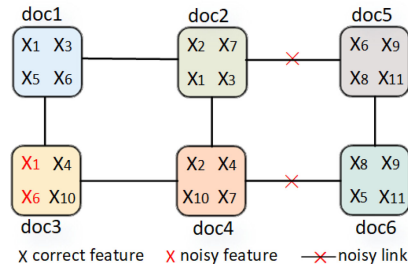 doc1 doc2 doc5
X1 X3 X2 X7 X6 X9
X5 X6 X1 X3 X8 X11
X1 X4 X2 X4 X8 X9
X6 X10 X10 X7 X5 X11
doc3 doc4 doc6
X correct feature X noisy feature noisy link